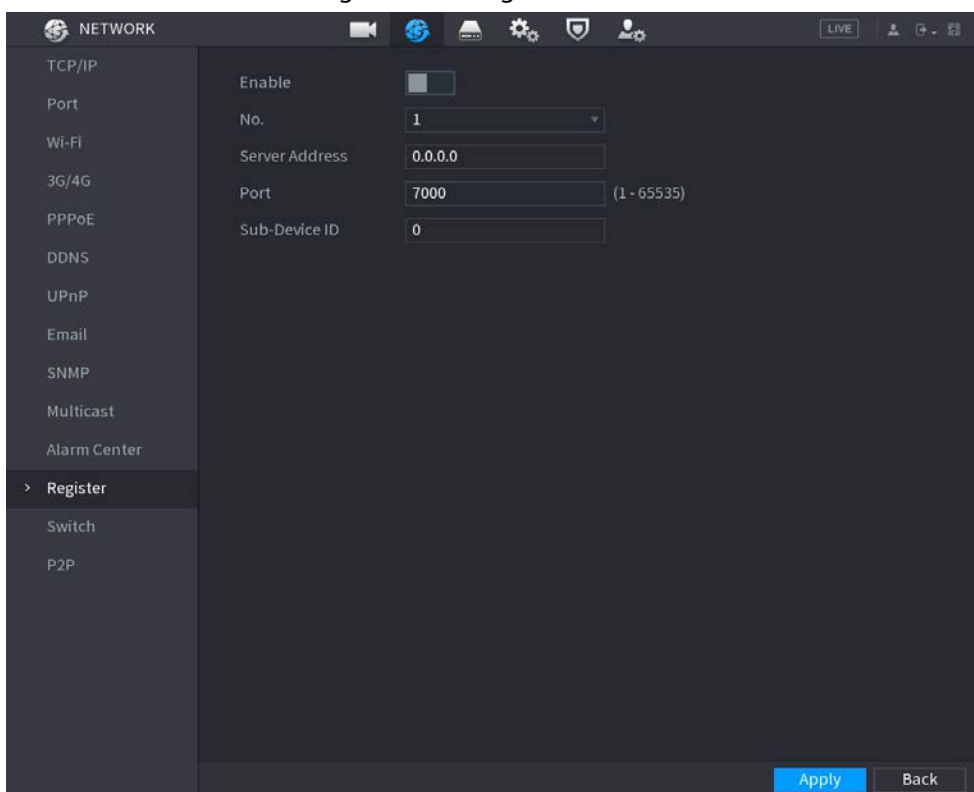 NETWORK
LIVE
TCP/IP
Port
Wi-Fi
3G/4G
PPPoE
DDNS
UPnP
Email
SNMP
Multicast
Alarm Center
> Register
Switch
P2P
Enable
No. 1
Server Address 0.0.0.0
Port 7000 (1 - 65535)
Sub-Device ID 0
Apply Back